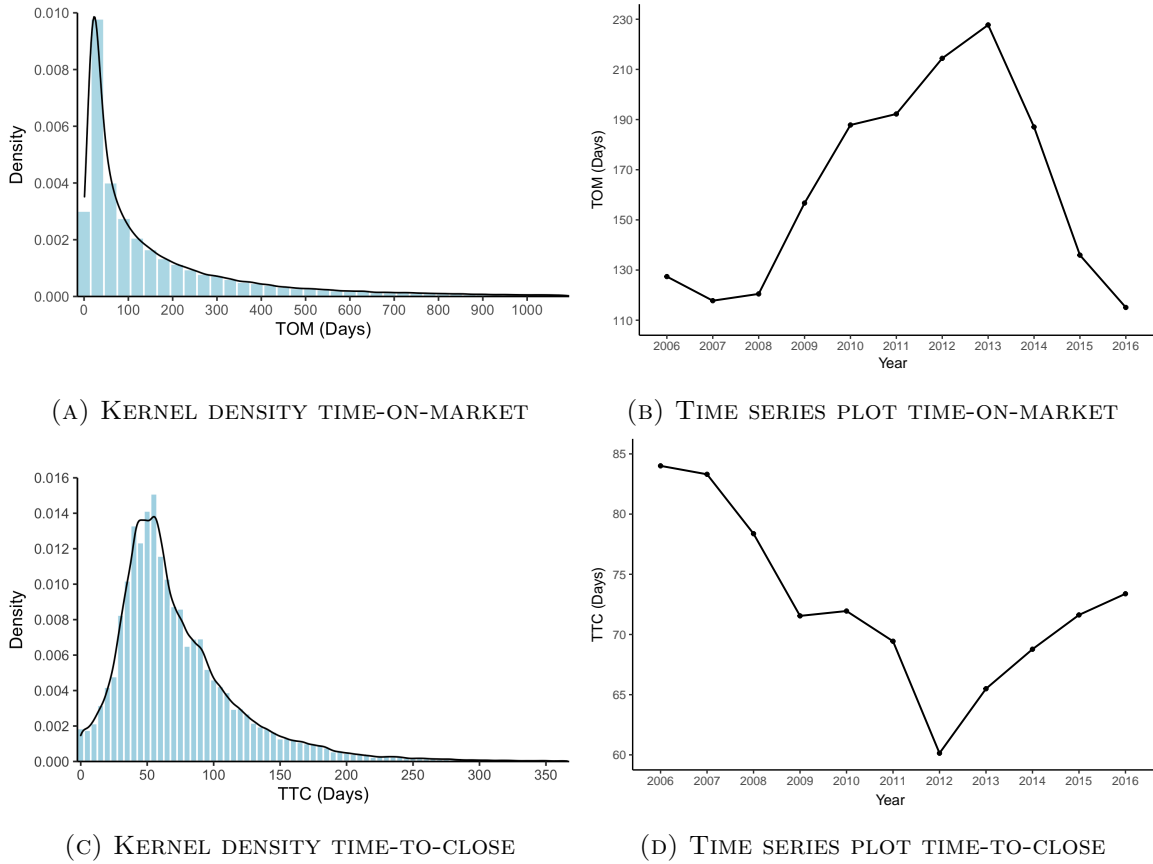 0.010
0.008
0.006
0.004
0.002
0.000
Density
0 100 200 300 400 500 600 700 800 900 1000
TOM (Days)
(A) Kernel density time-on-market
230
210
190
170
150
130
110
TOM (Days)
2006 2007 2008 2009 2010 2011 2012 2013 2014 2015 2016
Year
(B) Time series plot time-on-market
0.016
0.014
0.012
0.010
0.008
0.006
0.004
0.002
0.000
Density
0 50 100 150 200 250 300 350
TTC (Days)
(C) Kernel density time-to-close
85
80
75
70
65
60
TTC (Days)
2006 2007 2008 2009 2010 2011 2012 2013 2014 2015 2016
Year
(D) Time series plot time-to-close